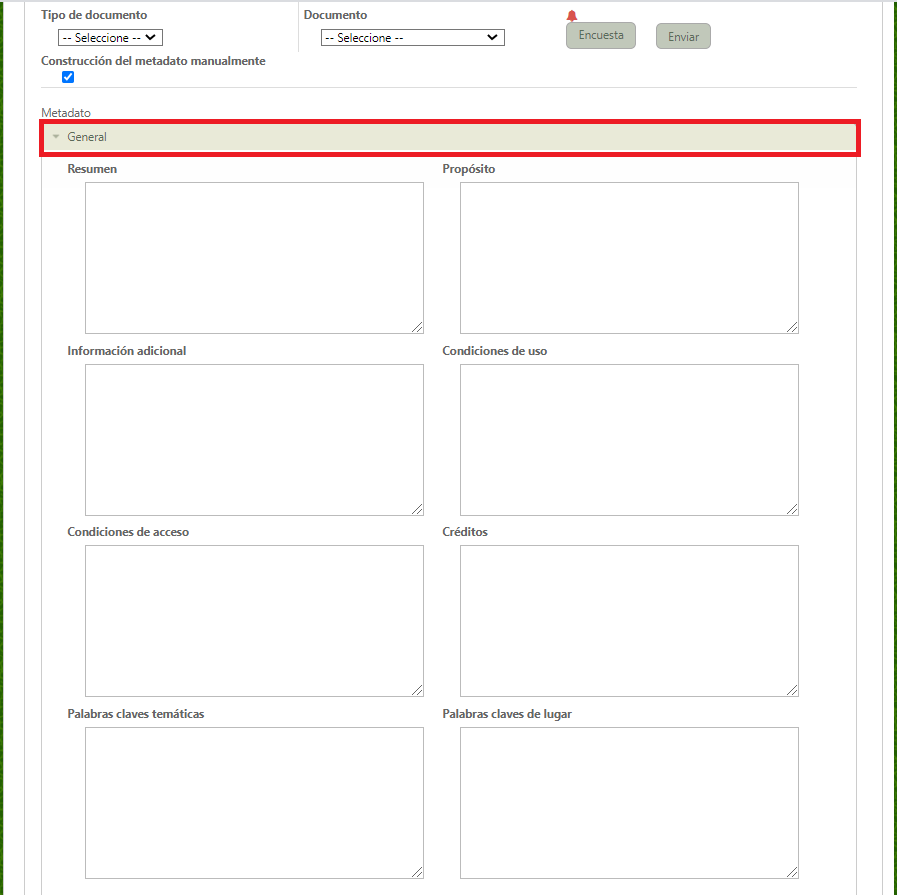 Tipo de documento
Documento
-- Seleccione --
-- Seleccione --
Encuesta
Enviar
Construcción del metadato manualmente
Metadato
General
Resumen
Propósito
Información adicional
Condiciones de uso
Condiciones de acceso
Créditos
Palabras claves temáticas
Palabras claves de lugar